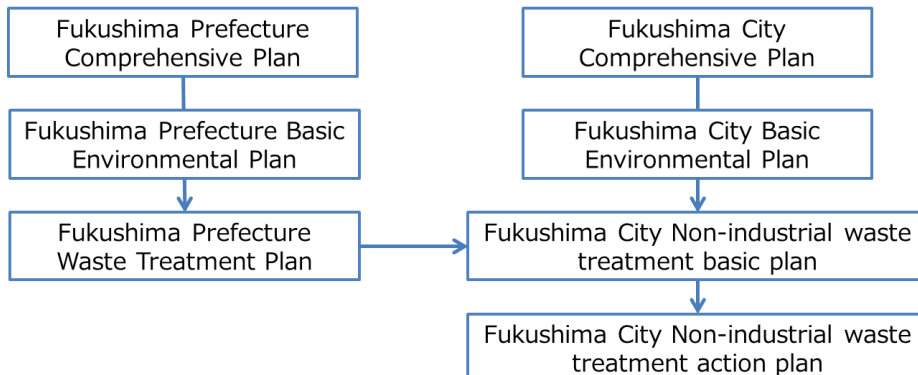 Fukushima Prefecture
Comprehensive Plan
Fukushima City
Comprehensive Plan
Fukushima Prefecture Basic
Environmental Plan
Fukushima City Basic
Environmental Plan
Fukushima Prefecture
Waste Treatment Plan
Fukushima City Non-industrial waste
treatment basic plan
Fukushima City Non-industrial waste
treatment action plan